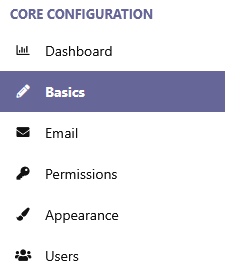 CORE CONFIGURATION
Dashboard
Basics
Email
Permissions
Appearance
Users